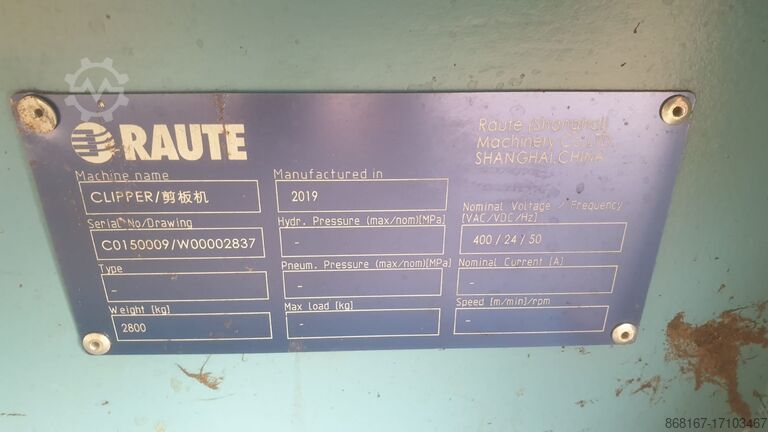 RAUTE
Raute (Shanghai)
Machinery Co., Ltd.
SHANGHAI, CHINA
Machine name
CLIPPER/剪板机
Manufactured in
2019
Serial No/Drawing
C0150009/W00002837
Hydr. Pressure (max/nom)[MPa]
-
Nominal Voltage / Frequency
[VAC/VDC/Hz]
400/24/50
Type
-
Pneum. Pressure (max/nom)[MPa]
-
Nominal Current [A]
-
Weight [kg]
2800
Max load [kg]
-
Speed [m/min]/rpm
-
868167-17103467